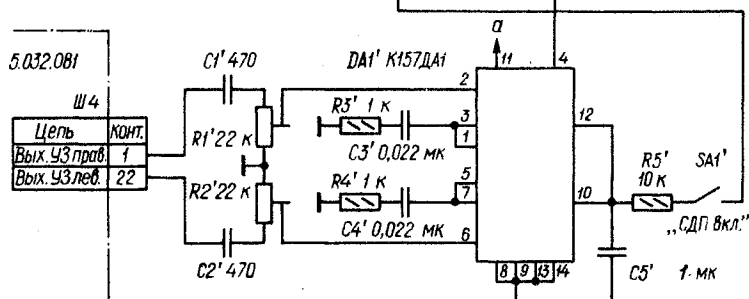 а
11
4
5.032.081
C1' 470
DA1' К157ДА1
2
Ш4
R3' 1 к
3
12
Цепь Конт.
R1' 22 к
1
Вых. УЗ прав. 1
C3' 0,022 мк
R5'
SA1'
Вых. УЗ лев. 22
R4' 1 к
5
10 к
R2' 22 к
7
10
„СДП вкл."
C4' 0,022 мк
6
C2' 470
8 9 13 14
C5' 1 мк